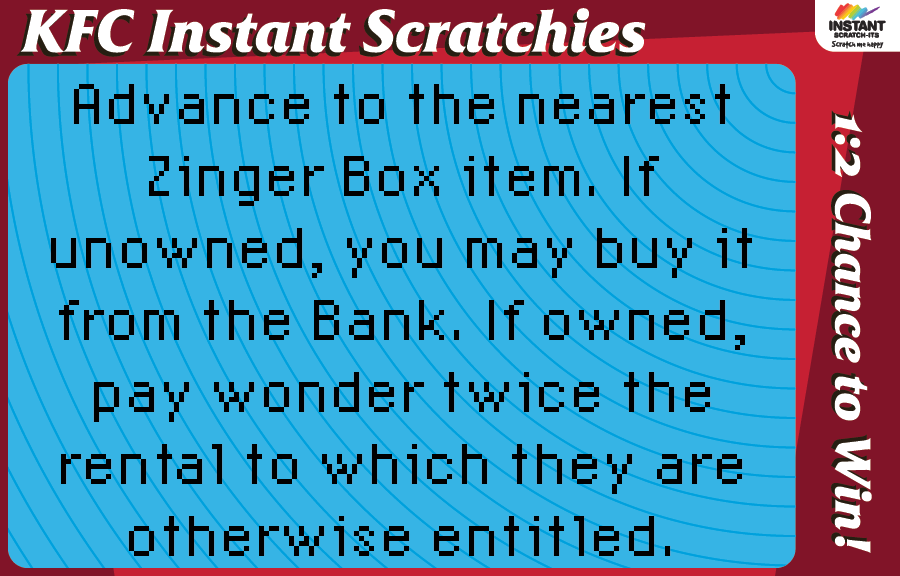 KFC Instant Scratchies
INSTANT
SCRATCH-ITS
Scratch me happy
Advance to the nearest
Zinger Box item. If
unowned, you may buy it
from the Bank. If owned,
pay wonder twice the
rental to which they are
otherwise entitled.
1:2 Chance to Win!